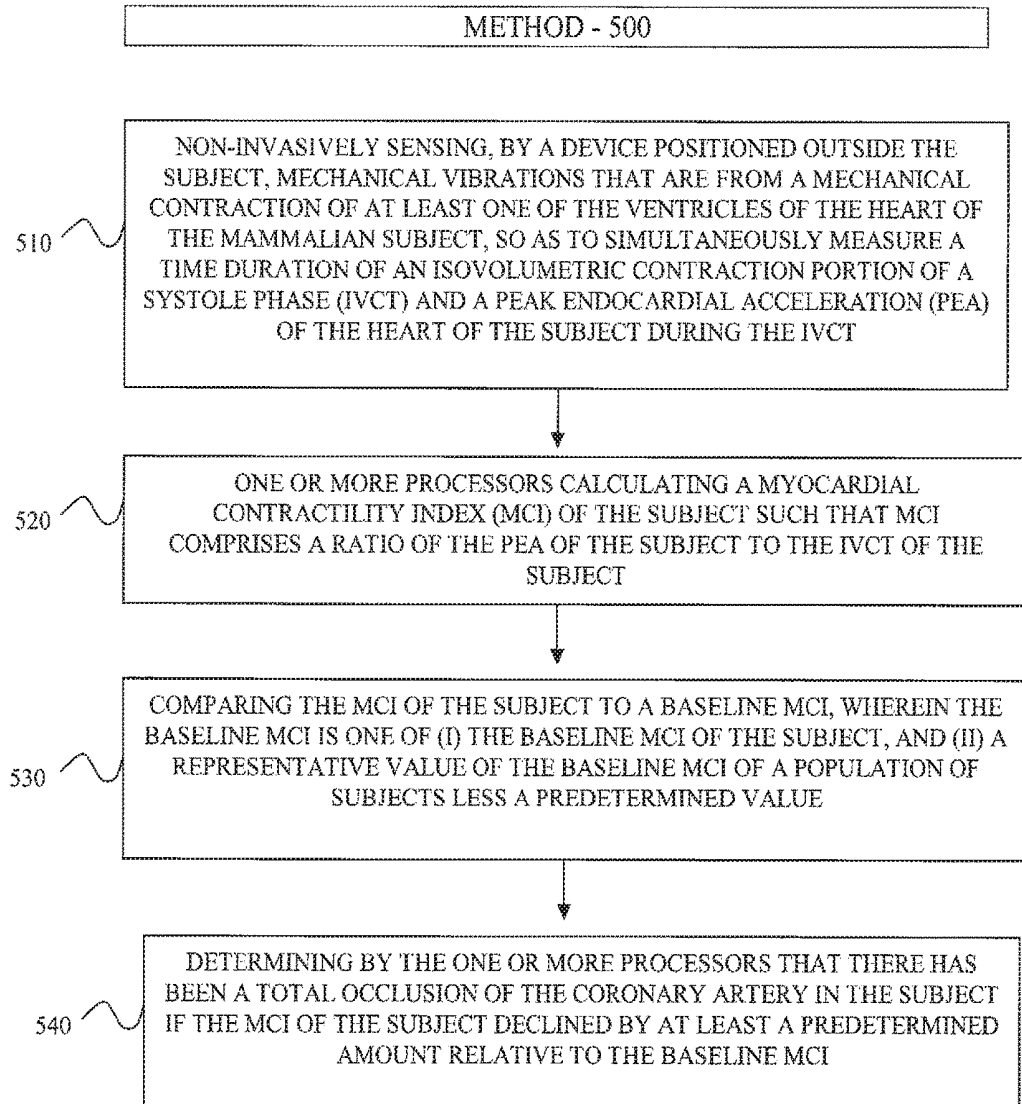 METHOD - 500
NON-INVASIVELY SENSING, BY A DEVICE POSITIONED OUTSIDE THE
SUBJECT, MECHANICAL VIBRATIONS THAT ARE FROM A MECHANICAL
CONTRACTION OF AT LEAST ONE OF THE VENTRICLES OF THE HEART OF
THE MAMMALIAN SUBJECT, SO AS TO SIMULTANEOUSLY MEASURE A
TIME DURATION OF AN ISOVOLUMETRIC CONTRACTION PORTION OF A
SYSTOLE PHASE (IVCT) AND A PEAK ENDOCARDIAL ACCELERATION (PEA)
OF THE HEART OF THE SUBJECT DURING THE IVCT
510
ONE OR MORE PROCESSORS CALCULATING A MYOCARDIAL
CONTRACTILITY INDEX (MCI) OF THE SUBJECT SUCH THAT MCI
COMPRISES A RATIO OF THE PEA OF THE SUBJECT TO THE IVCT OF THE
SUBJECT
520
COMPARING THE MCI OF THE SUBJECT TO A BASELINE MCI, WHEREIN THE
BASELINE MCI IS ONE OF (I) THE BASELINE MCI OF THE SUBJECT, AND (II) A
REPRESENTATIVE VALUE OF THE BASELINE MCI OF A POPULATION OF
SUBJECTS LESS A PREDETERMINED VALUE
530
DETERMINING BY THE ONE OR MORE PROCESSORS THAT THERE HAS
BEEN A TOTAL OCCLUSION OF THE CORONARY ARTERY IN THE SUBJECT
IF THE MCI OF THE SUBJECT DECLINED BY AT LEAST A PREDETERMINED
AMOUNT RELATIVE TO THE BASELINE MCI
540